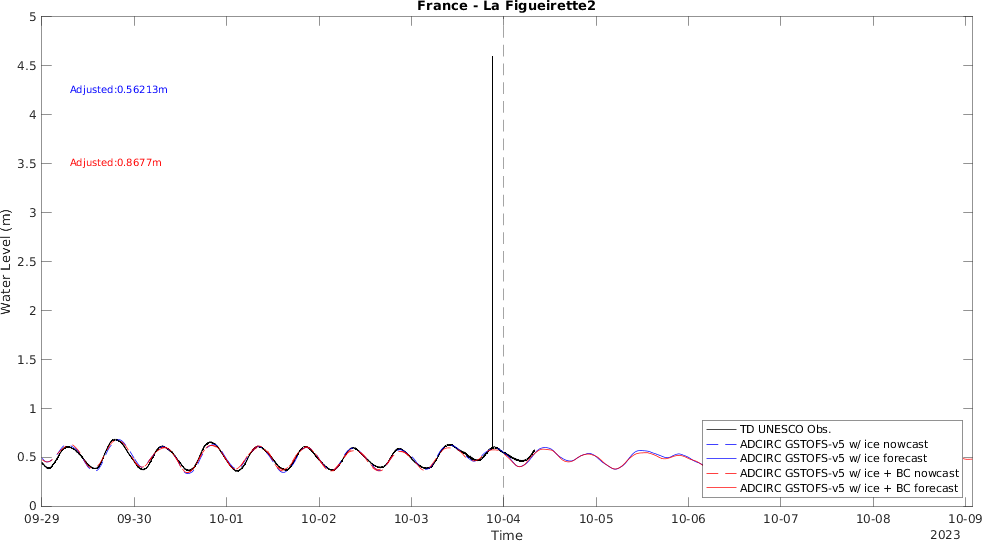 France - La Figueirette2
5
4.5
4
3.5
3
2.5
2
1.5
1
0.5
0
Water Level (m)
Adjusted:0.56213m
Adjusted:0.8677m
TD UNESCO Obs.
ADCIRC GSTOFS-v5 w/ ice nowcast
ADCIRC GSTOFS-v5 w/ ice forecast
ADCIRC GSTOFS-v5 w/ ice + BC nowcast
ADCIRC GSTOFS-v5 w/ ice + BC forecast
09-29 09-30 10-01 10-02 10-03 10-04 10-05 10-06 10-07 10-08 10-09
2023
Time